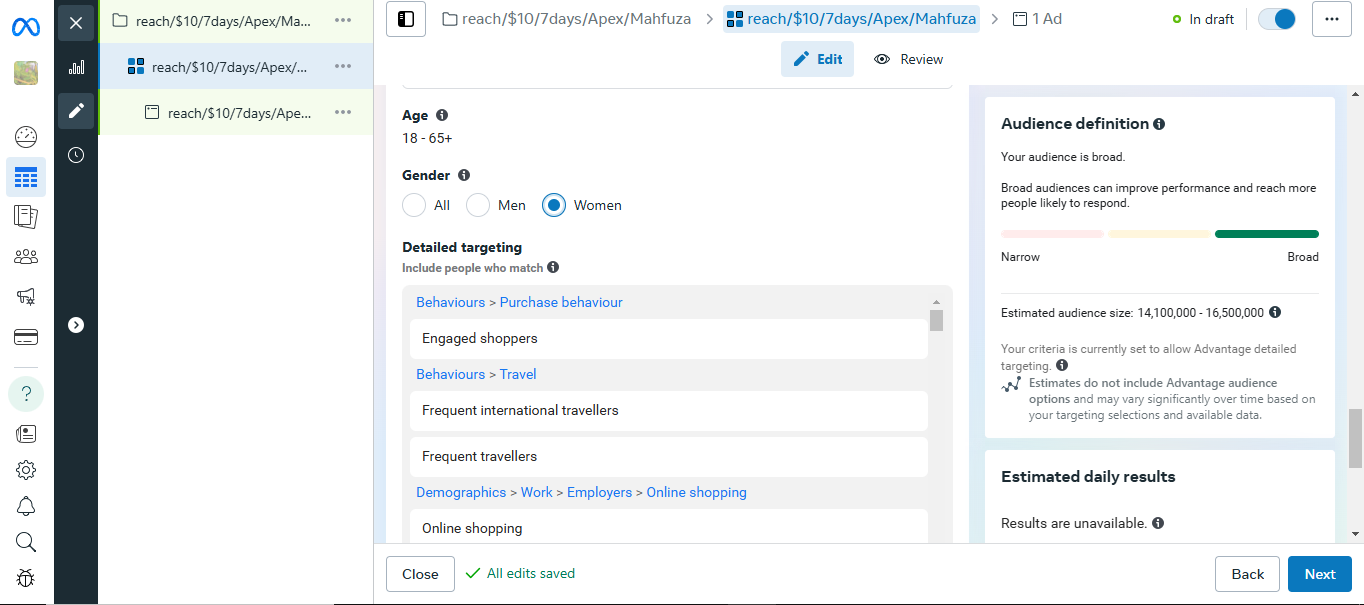 reach/$10/7days/Apex/Ma...
reach/$10/7days/Apex/...
reach/$10/7days/Ape...
reach/$10/7days/Apex/Mahfuza > reach/$10/7days/Apex/Mahfuza > 1 Ad
In draft
Edit
Review
Age
18 - 65+
Gender
All Men Women
Detailed targeting
Include people who match
Behaviours > Purchase behaviour
Engaged shoppers
Behaviours > Travel
Frequent international travellers
Frequent travellers
Demographics > Work > Employers > Online shopping
Online shopping
Audience definition
Your audience is broad.
Broad audiences can improve performance and reach more
people likely to respond.
Narrow Broad
Estimated audience size: 14,100,000 - 16,500,000
Your criteria is currently set to allow Advantage detailed
targeting.
Estimates do not include Advantage audience
options and may vary significantly over time based on
your targeting selections and available data.
Estimated daily results
Results are unavailable.
Close
All edits saved
Back
Next